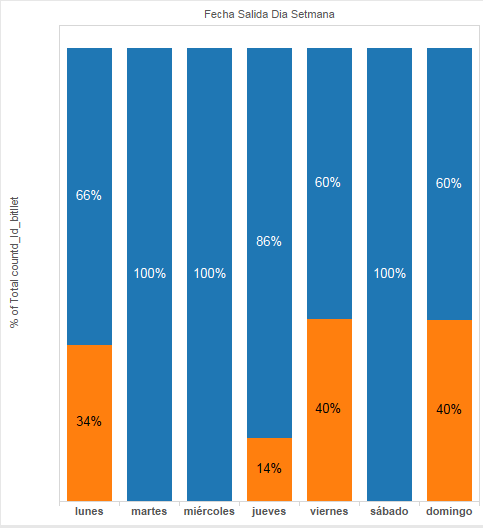 Fecha Salida Dia Setmana
% of Total countd_Id_bitllet
66% 100% 100% 86% 60% 100% 60%
34% 14% 40% 40%
lunes martes miércoles jueves viernes sábado domingo